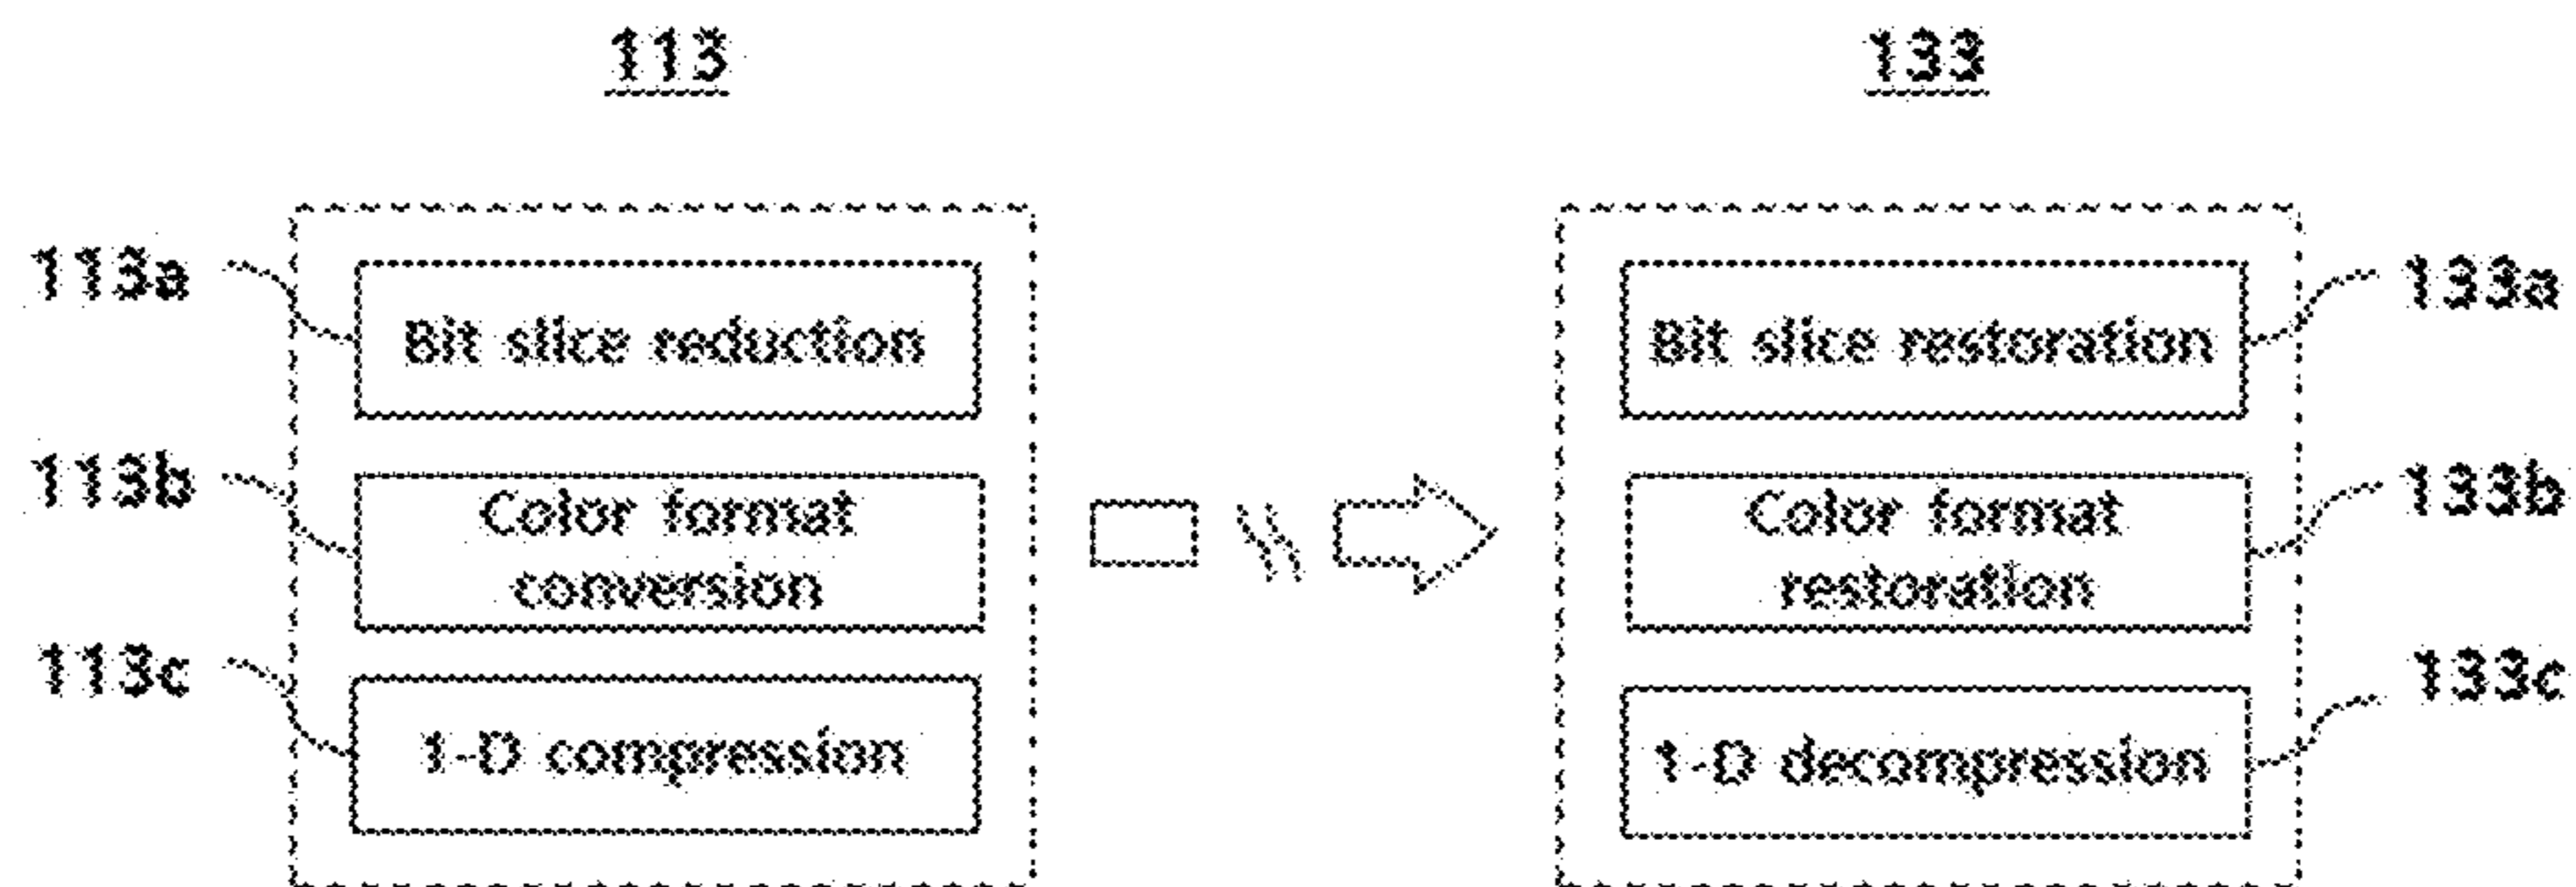 113
133
113a
Bit slice reduction
113b
Color format
conversion
113c
1-D compression
133a
Bit slice restoration
133b
Color format
restoration
133c
1-D decompression